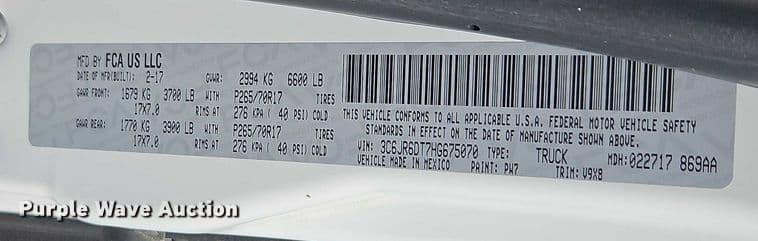 MFD BY FCA US LLC
DATE OF MFR(BUILT): 2-17 GVWR: 2994 KG 6600 LB
GAWR FRONT: 1679 KG 3700 LB WITH P265/70R17 TIRES
17X7.0 RIMS AT 276 KPA ( 40 PSI) COLD
GAWR REAR: 1770 KG 3900 LB WITH P265/70R17 TIRES
17X7.0 RIMS AT 276 KPA ( 40 PSI) COLD
THIS VEHICLE CONFORMS TO ALL APPLICABLE U.S.A. FEDERAL MOTOR VEHICLE SAFETY
STANDARDS IN EFFECT ON THE DATE OF MANUFACTURE SHOWN ABOVE.
VIN: 3C6JR6DT7HG675070 TYPE: TRUCK MDH: 022717 869AA
VEHICLE MADE IN MEXICO PAINT: PW7 TRIM: V9X8
Purple Wave Auction